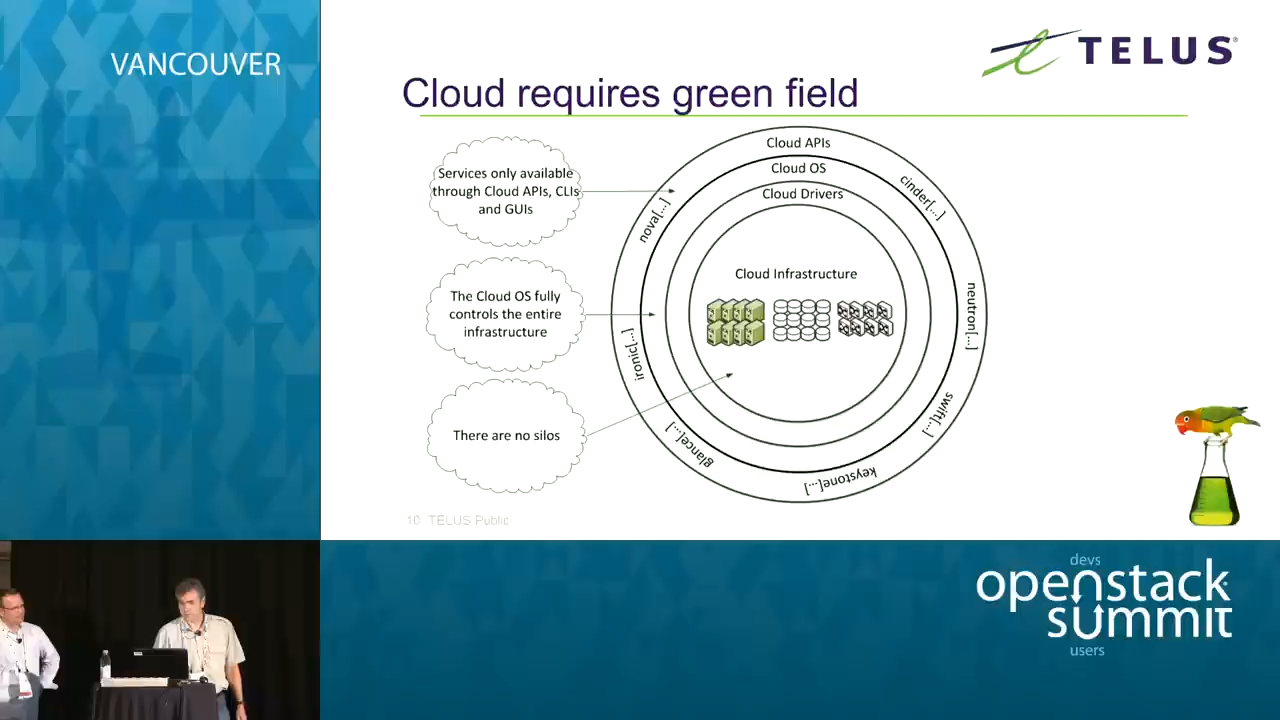 VANCOUVER
TELUS®
Cloud requires green field
Services only available
through Cloud APIs, CLIs
and GUIs
The Cloud OS fully
controls the entire
infrastructure
There are no silos
Cloud APIs
Cloud OS
Cloud Drivers
Cloud Infrastructure
nova[...]
cinder[...]
neutron[...]
swift[...]
keystone[...]
glance[...]
ironic[...]
10 TELUS Public
devs
openstack
summit
users